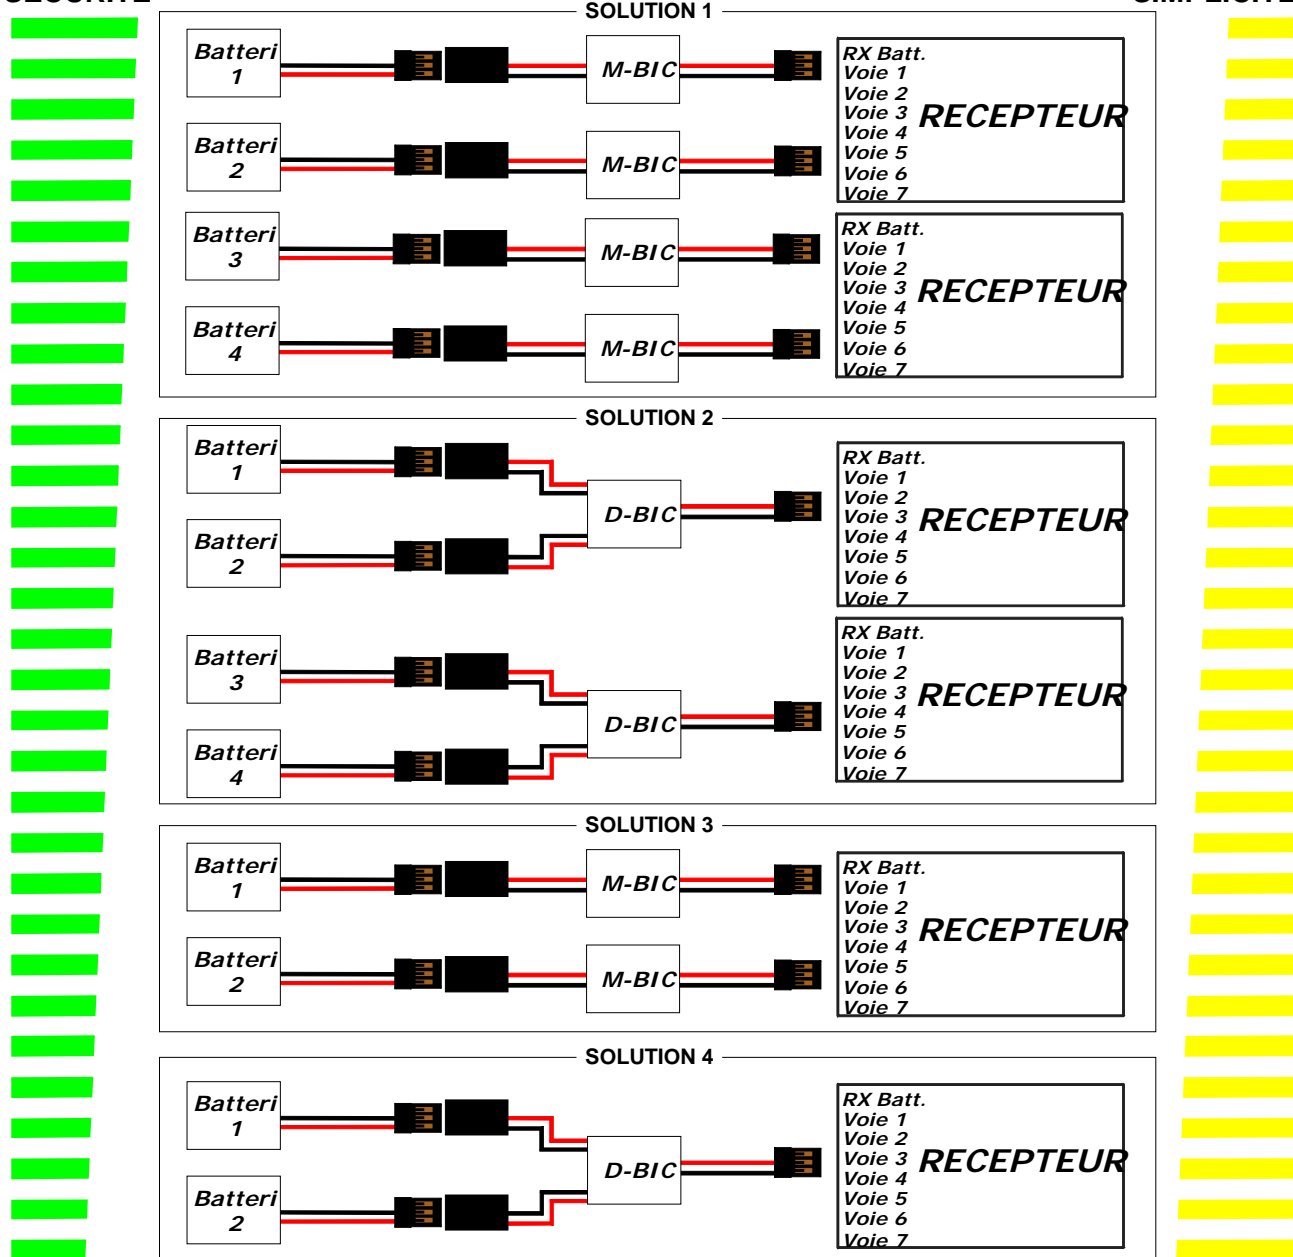 SOLUTION 1
Batteri
1
M-BIC
Batteri
2
M-BIC
RX Batt.
Voie 1
Voie 2
Voie 3
Voie 4
Voie 5
Voie 6
Voie 7
RECEPTEUR
Batteri
3
M-BIC
Batteri
4
M-BIC
RX Batt.
Voie 1
Voie 2
Voie 3
Voie 4
Voie 5
Voie 6
Voie 7
RECEPTEUR
SOLUTION 2
Batteri
1
Batteri
2
D-BIC
RX Batt.
Voie 1
Voie 2
Voie 3
Voie 4
Voie 5
Voie 6
Voie 7
RECEPTEUR
Batteri
3
Batteri
4
D-BIC
RX Batt.
Voie 1
Voie 2
Voie 3
Voie 4
Voie 5
Voie 6
Voie 7
RECEPTEUR
SOLUTION 3
Batteri
1
M-BIC
Batteri
2
M-BIC
RX Batt.
Voie 1
Voie 2
Voie 3
Voie 4
Voie 5
Voie 6
Voie 7
RECEPTEUR
SOLUTION 4
Batteri
1
Batteri
2
D-BIC
RX Batt.
Voie 1
Voie 2
Voie 3
Voie 4
Voie 5
Voie 6
Voie 7
RECEPTEUR